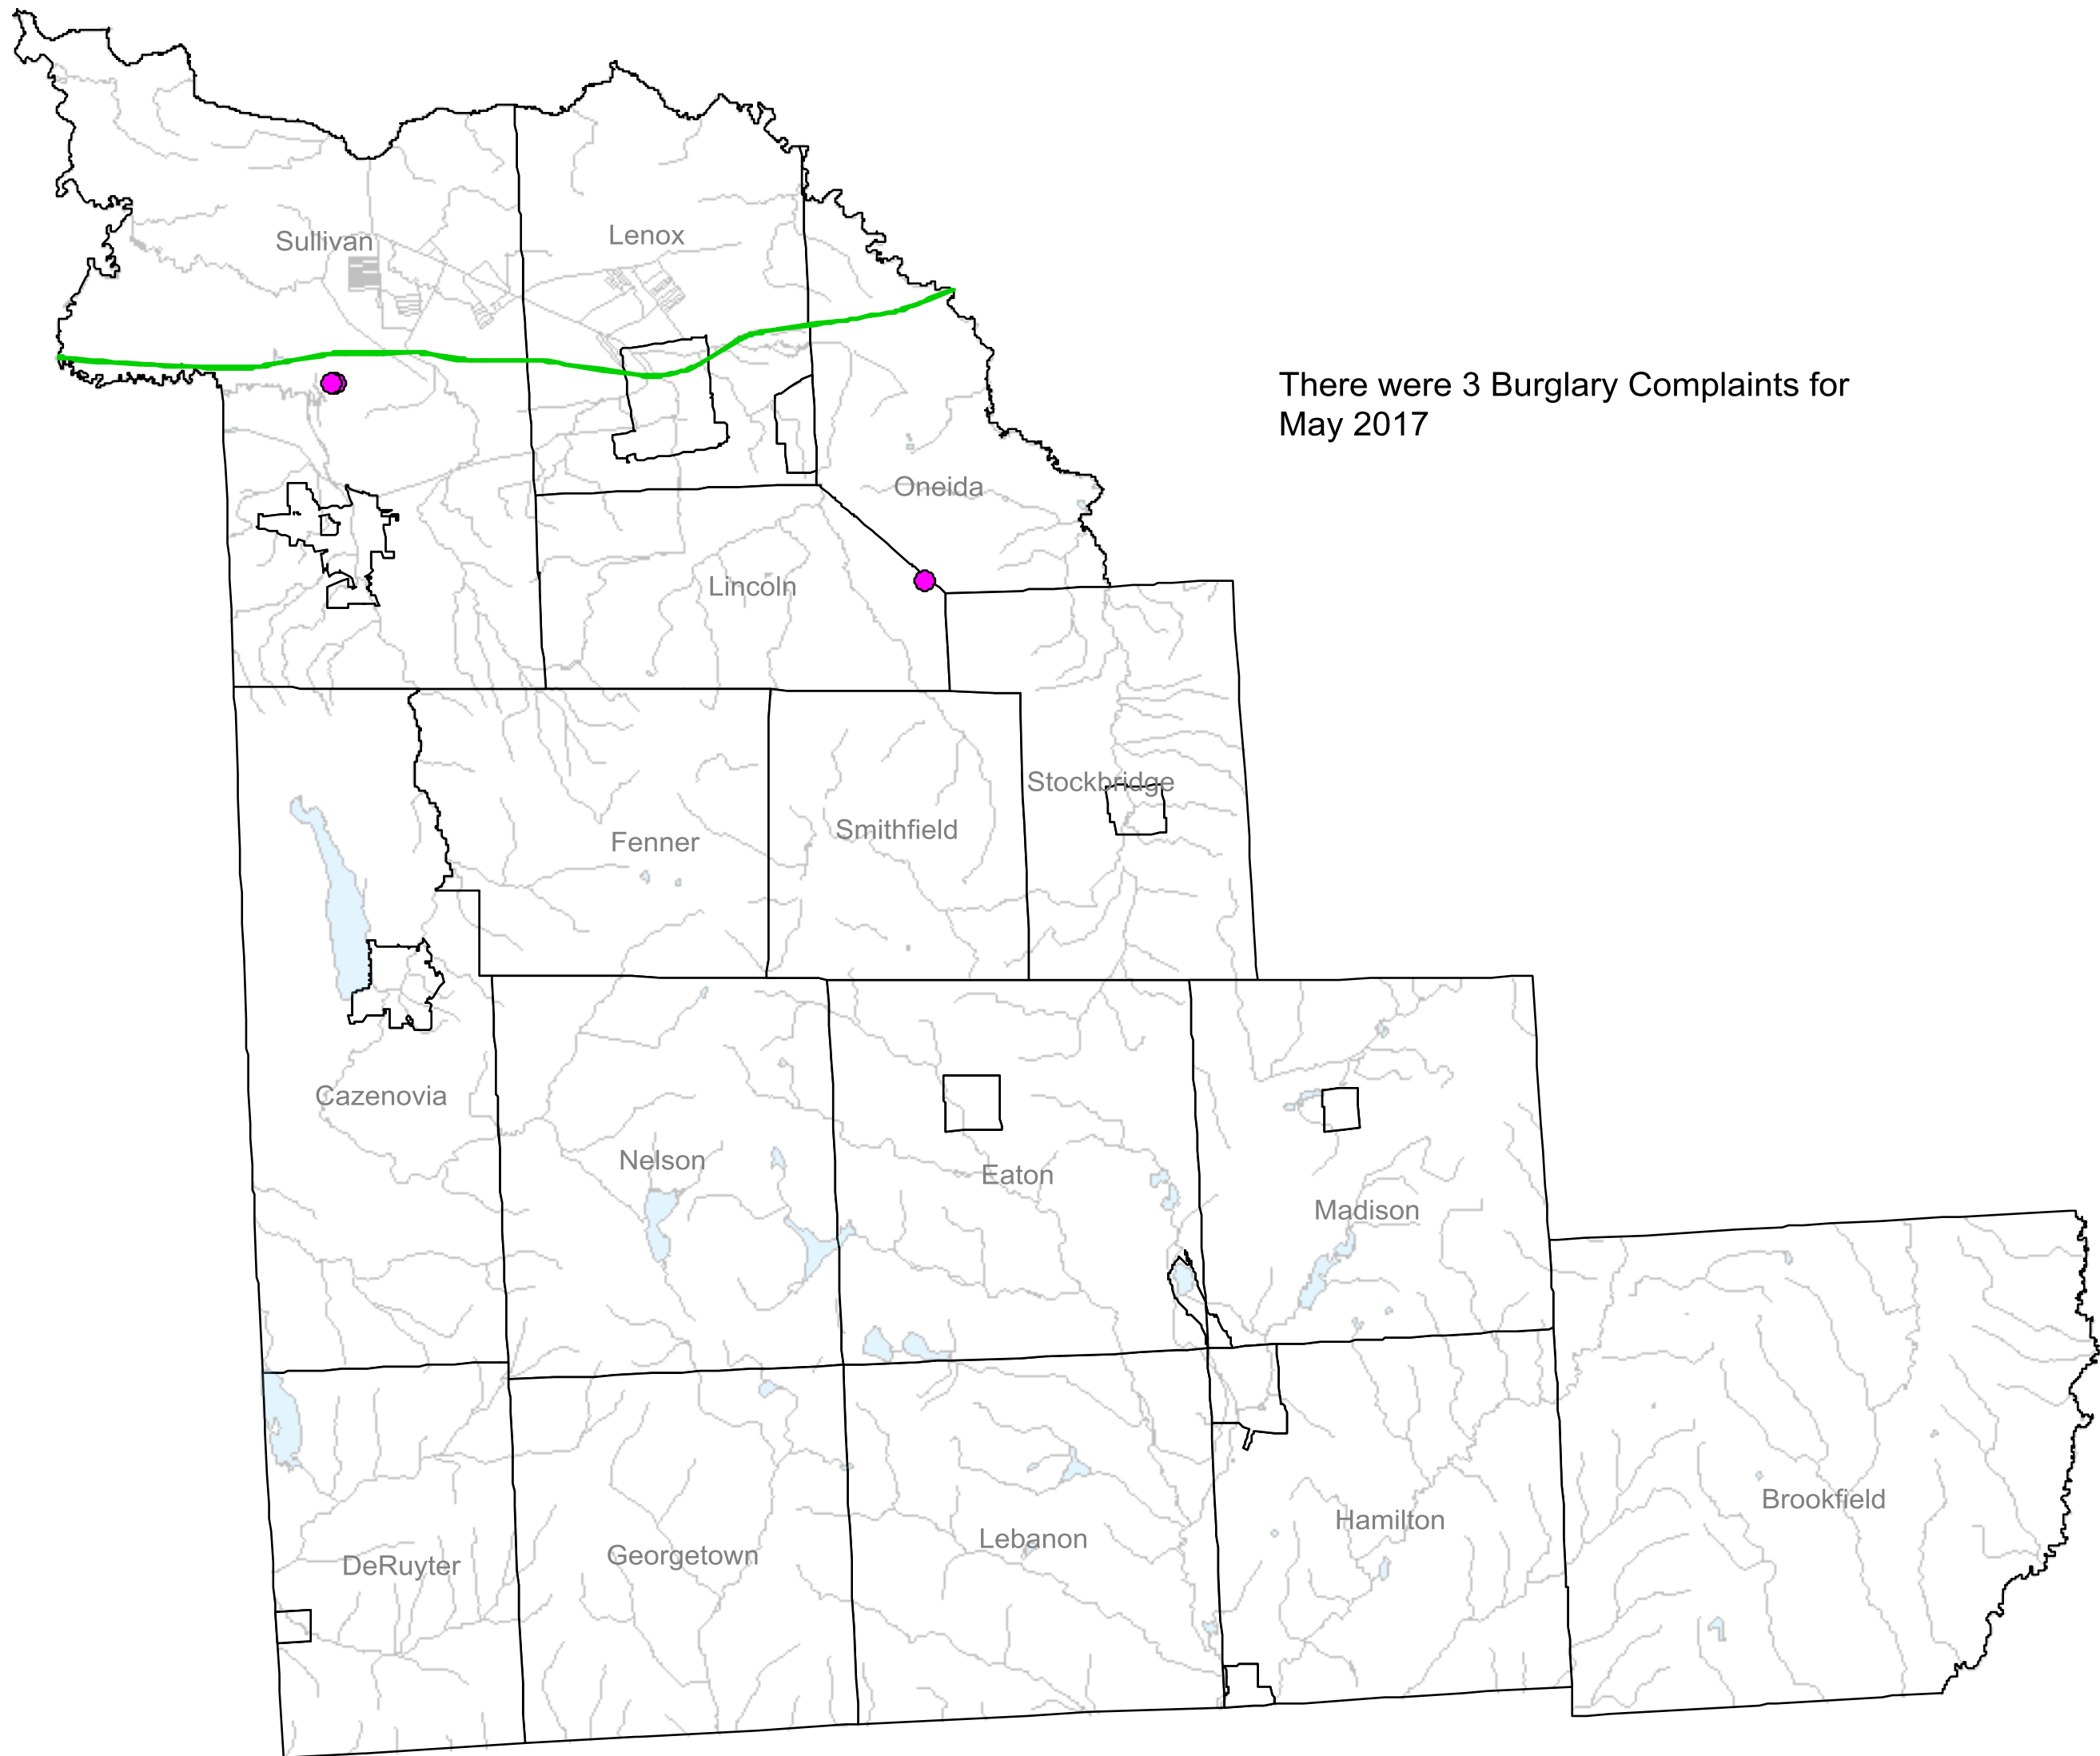 Sullivan
Lenox
There were 3 Burglary Complaints for
May 2017
Oneida
Lincoln
Stockbridge
Smithfield
Fenner
Cazenovia
Nelson
Eaton
Madison
Brookfield
Hamilton
Lebanon
Georgetown
DeRuyter